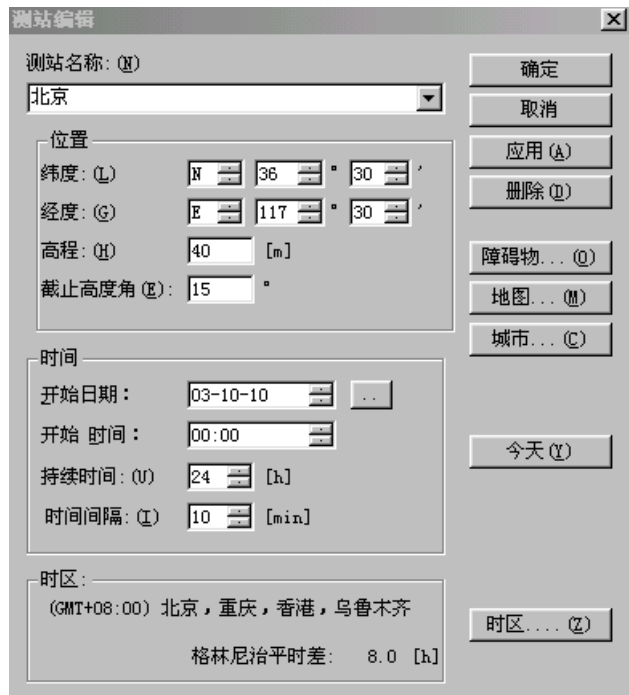 测站编辑
测站名称: (N)
北京
确定
取消
应用(A)
删除(D)
位置
纬度: (L) N 36 ° 30 ′
经度: (G) E 117 ° 30 ′
高程: (H) 40 [m]
截止高度角(E): 15 °
障碍物... (O)
地图... (M)
城市... (C)
时间
开始日期： 03-10-10 ..
开始 时间： 00:00
持续时间: (U) 24 [h]
时间间隔: (I) 10 [min]
今天(Y)
时区:
(GMT+08:00) 北京，重庆，香港，乌鲁木齐
格林尼治平时差: 8.0 [h]
时区.... (Z)